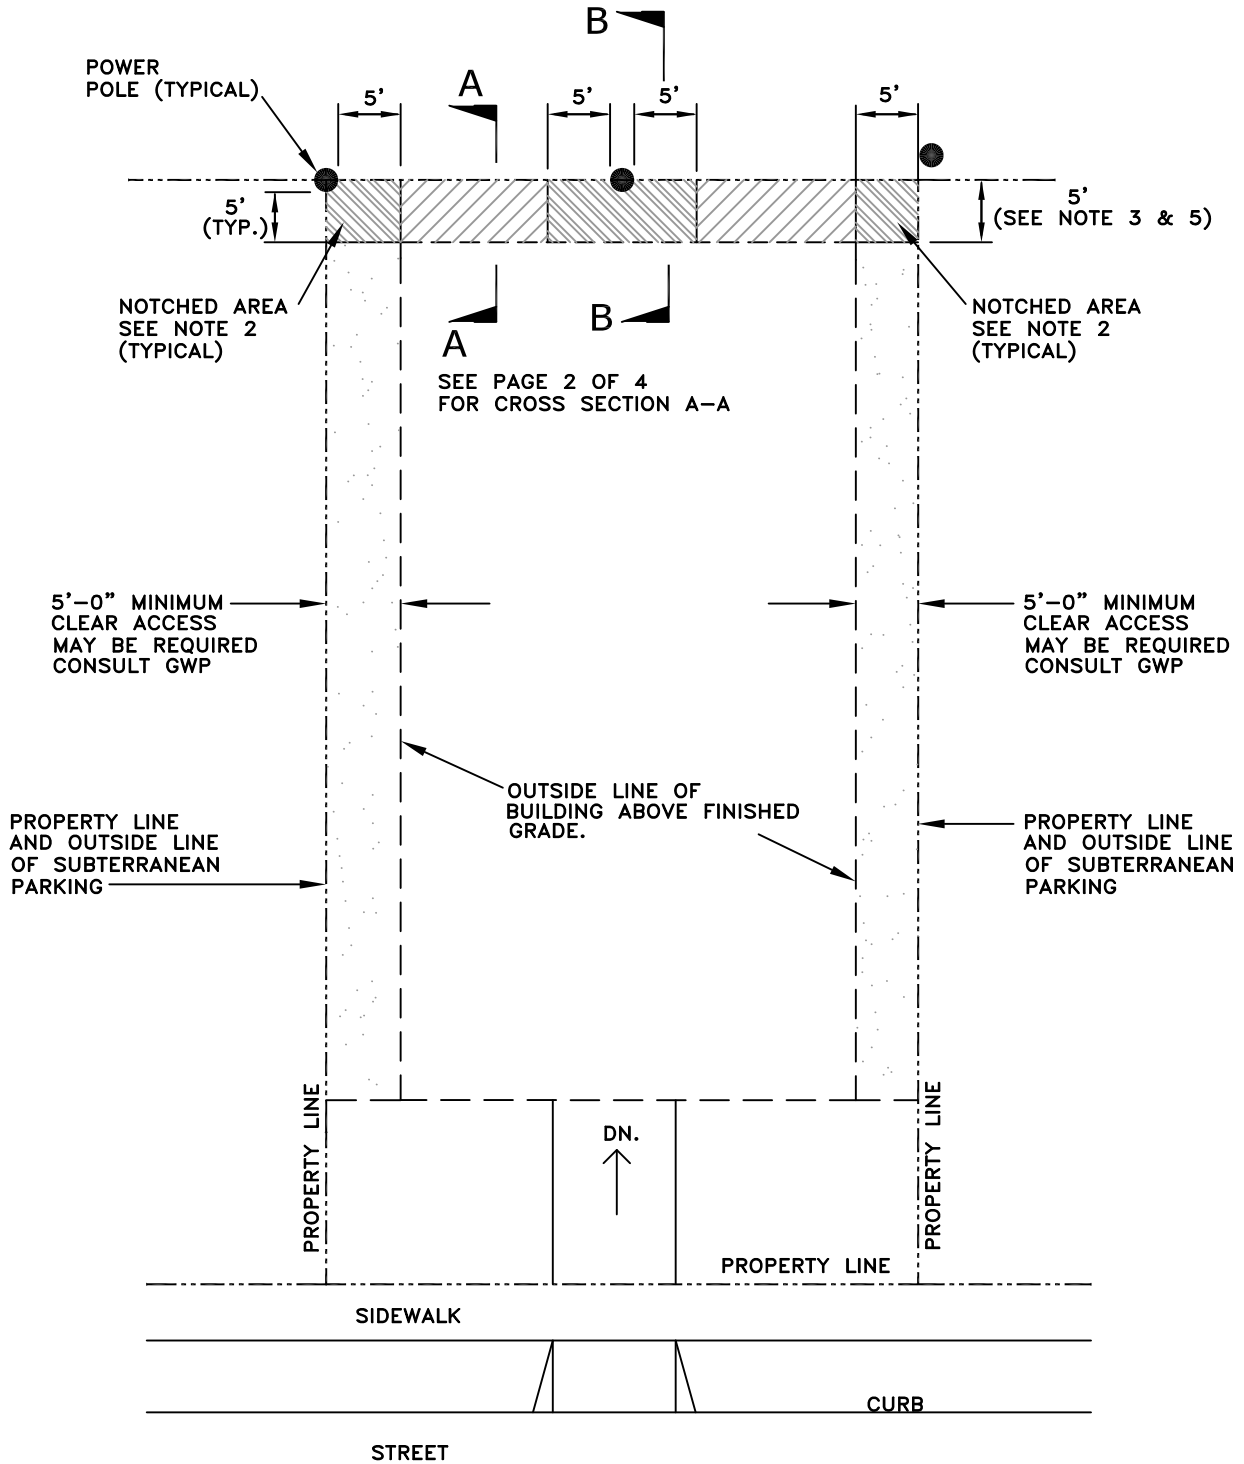 B
POWER
POLE (TYPICAL)
A
5'
5'
5'
5'
5'
(TYP.)
5'
(SEE NOTE 3 & 5)
NOTCHED AREA
SEE NOTE 2
(TYPICAL)
A
B
NOTCHED AREA
SEE NOTE 2
(TYPICAL)
SEE PAGE 2 OF 4
FOR CROSS SECTION A-A
5'-0" MINIMUM
CLEAR ACCESS
MAY BE REQUIRED
CONSULT GWP
5'-0" MINIMUM
CLEAR ACCESS
MAY BE REQUIRED
CONSULT GWP
OUTSIDE LINE OF
BUILDING ABOVE FINISHED
GRADE.
PROPERTY LINE
AND OUTSIDE LINE
OF SUBTERRANEAN
PARKING
PROPERTY LINE
AND OUTSIDE LINE
OF SUBTERRANEAN
PARKING
PROPERTY LINE
DN.
PROPERTY LINE
PROPERTY LINE
SIDEWALK
CURB
STREET